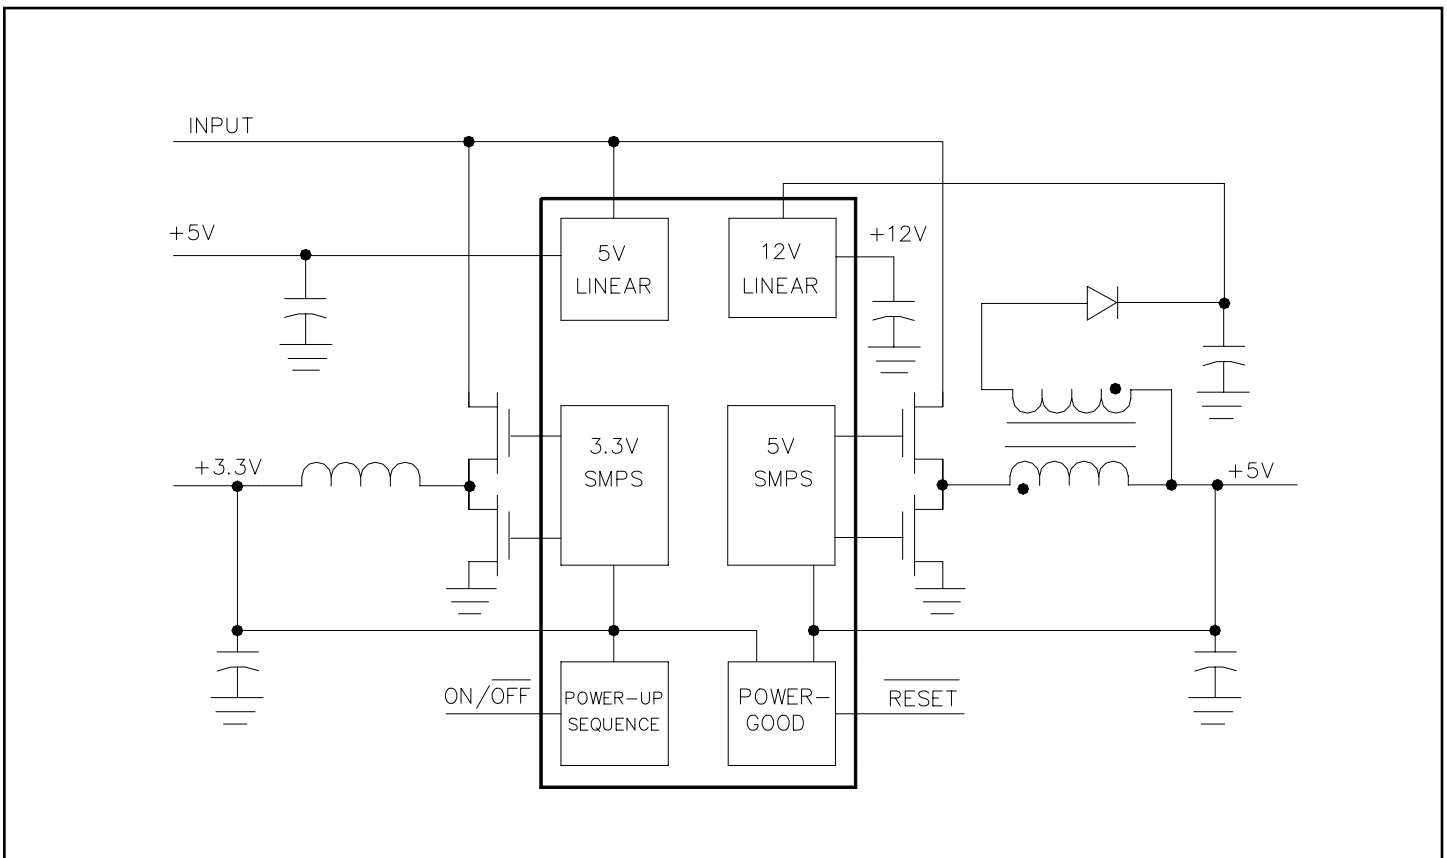 INPUT
+5V
5V
LINEAR
12V
LINEAR
+12V
+3.3V
3.3V
SMPS
5V
SMPS
+5V
ON/OFF
POWER-UP
SEQUENCE
POWER-
GOOD
RESET